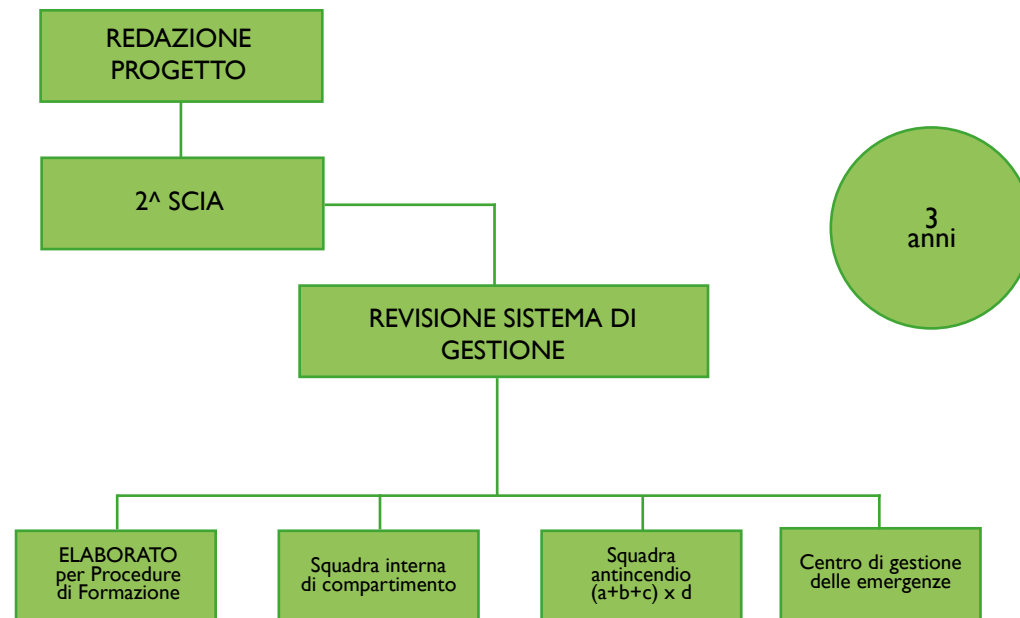 REDAZIONE
PROGETTO
2^ SCIA
3
anni
REVISIONE SISTEMA DI
GESTIONE
ELABORATO
per Procedure
di Formazione
Squadra interna
di compartimento
Squadra
antincendio
(a+b+c) x d
Centro di gestione
delle emergenze